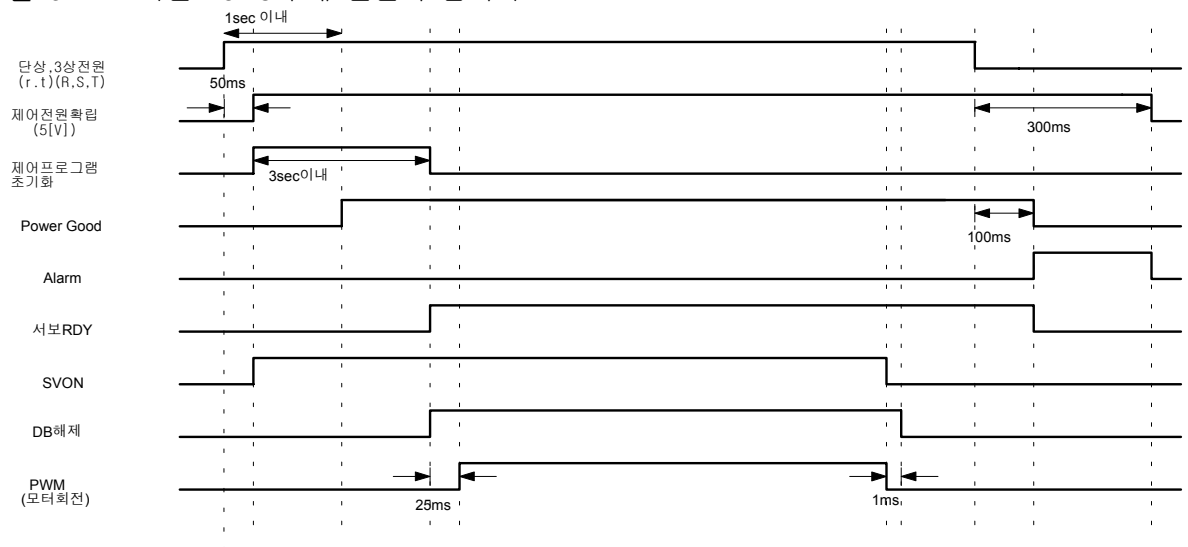 1sec 이내
단상,3상전원
(r.t)(R,S,T)
50ms
제어전원확립
(5[V])
300ms
제어프로그램
초기화
3sec이내
Power Good
100ms
Alarm
서보RDY
SVON
DB해제
PWM
(모터회전)
25ms
1ms